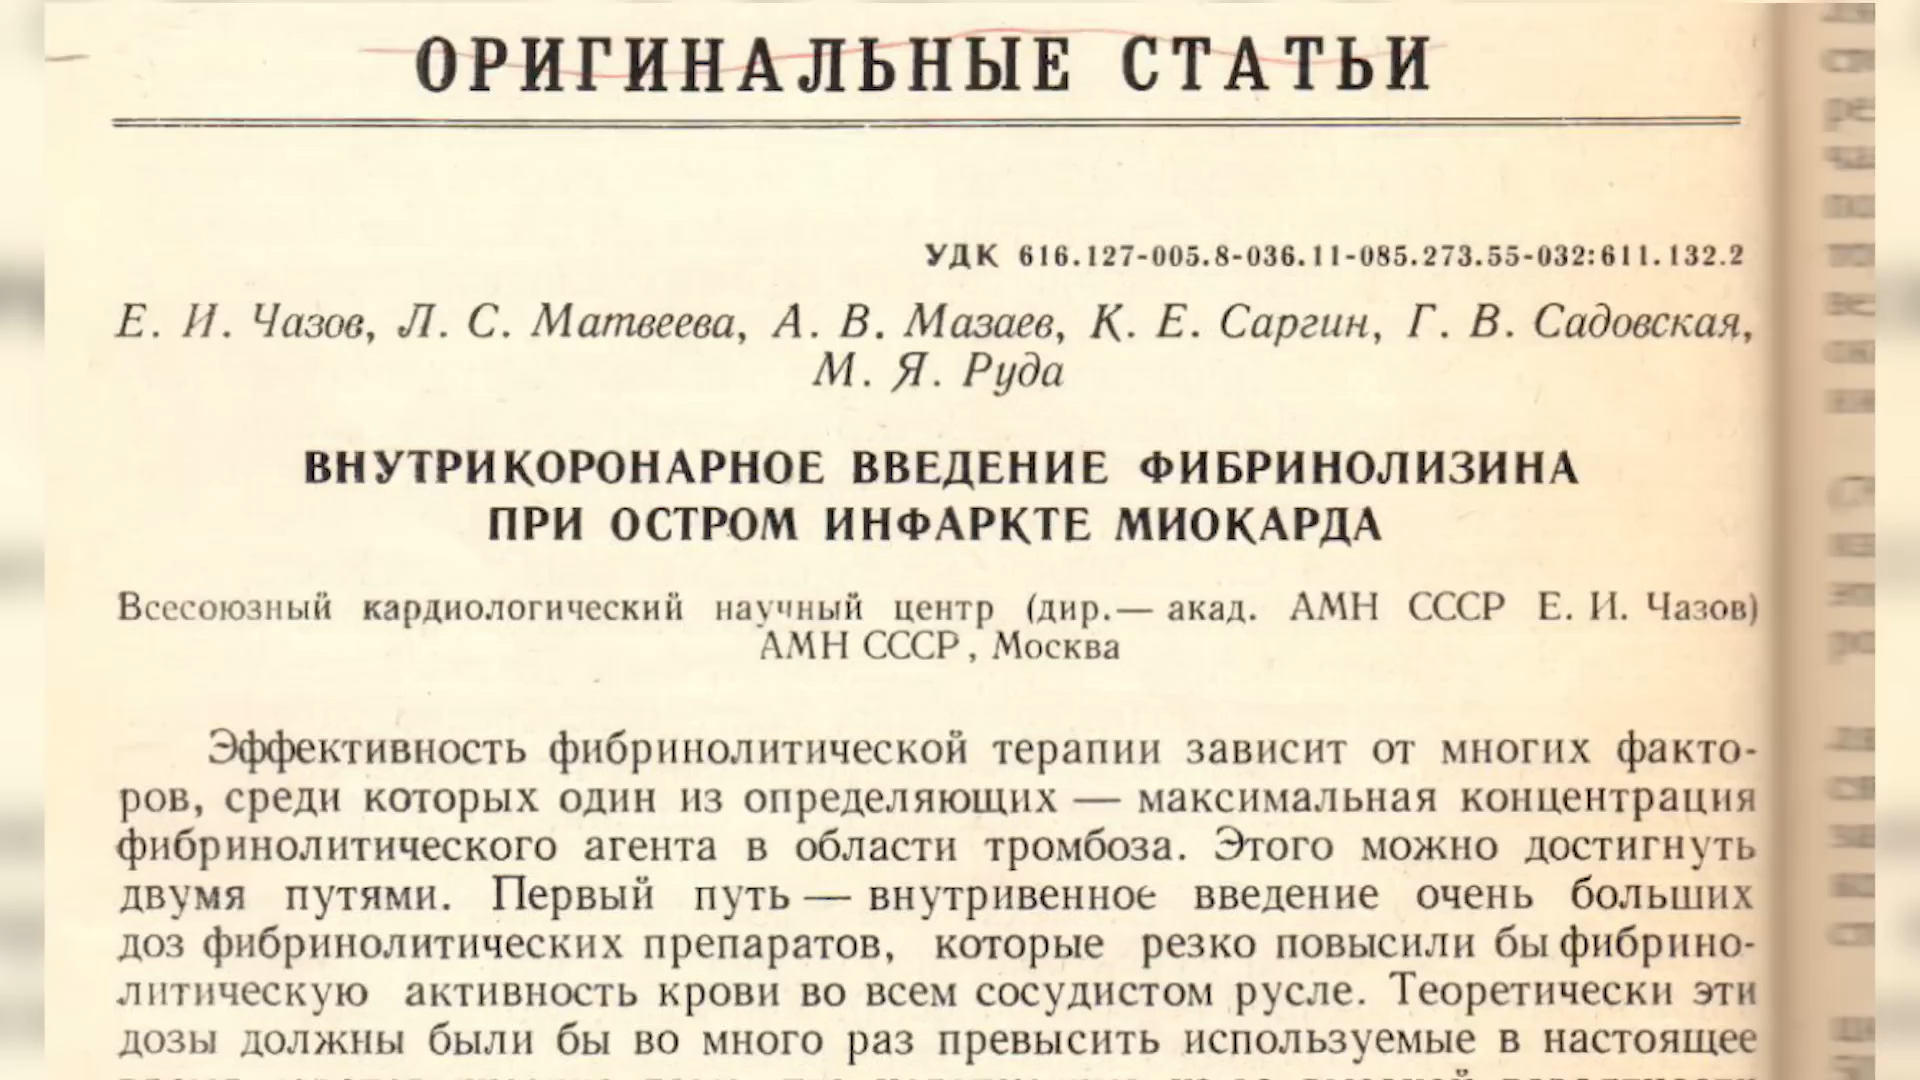 ОРИГИНАЛЬНЫЕ СТАТЬИ
УДК 616.127-005.8-036.11-085.273.55-032:611.132.2
Е. И. Чазов, Л. С. Матвеева, А. В. Мазаев, К. Е. Саргин, Г. В. Садовская,
М. Я. Руда
ВНУТРИКОРОНАРНОЕ ВВЕДЕНИЕ ФИБРИНОЛИЗИНА
ПРИ ОСТРОМ ИНФАРКТЕ МИОКАРДА
Всесоюзный кардиологический научный центр (дир.— акад. АМН СССР Е. И. Чазов)
АМН СССР, Москва
Эффективность фибринолитической терапии зависит от многих факто-
ров, среди которых один из определяющих — максимальная концентрация
фибринолитического агента в области тромбоза. Этого можно достигнуть
двумя путями. Первый путь — внутривенное введение очень больших
доз фибринолитических препаратов, которые резко повысили бы фибрино-
литическую активность крови во всем сосудистом русле. Теоретически эти
дозы должны были бы во много раз превысить используемые в настоящее